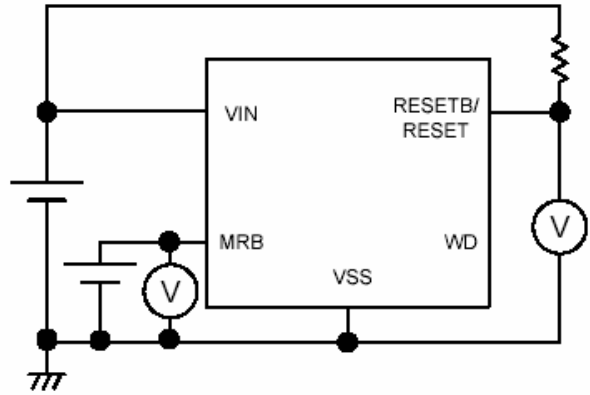 VIN
RESETB/
RESET
MRB
V
V
WD
VSS